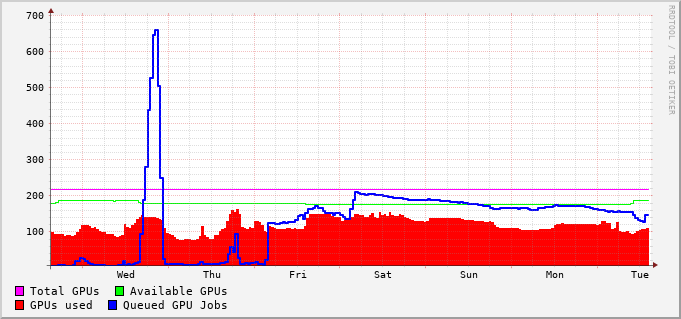 700
600
500
400
300
200
100
Wed Thu Fri Sat Sun Mon Tue
Total GPUs Available GPUs
GPUs used Queued GPU Jobs
RRDTOOL / TOBI OETIKER